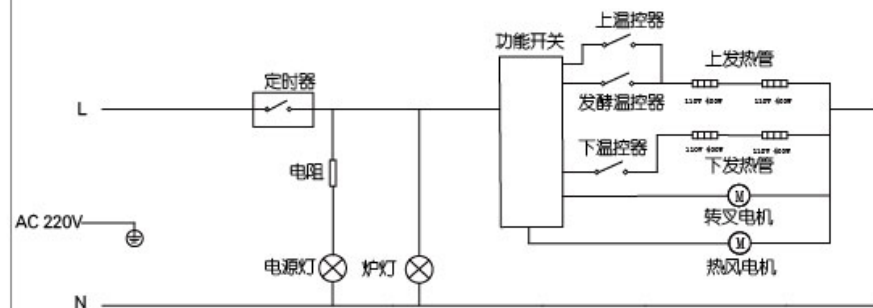 上温控器
功能开关
上发热管
定时器
L
发酵温控器
110V 400W
110V 400W
下温控器
110V 400W
110V 400W
电阻
下发热管
M
转叉电机
AC 220V
M
电源灯
炉灯
热风电机
N